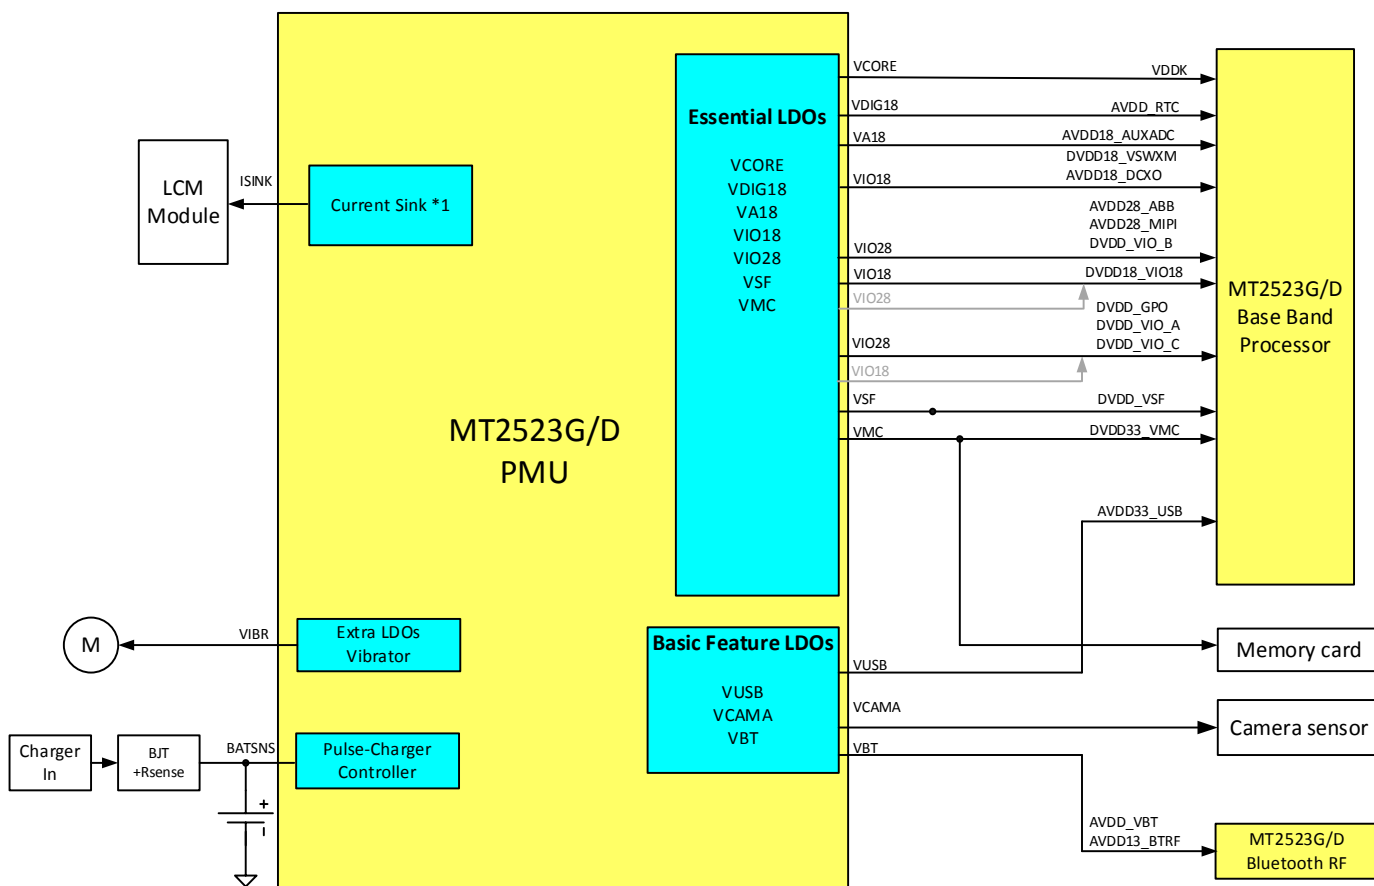 LCM
Module
ISINK
Current Sink *1
MT2523G/D
PMU
Essential LDOs
VCORE
VDIG18
VA18
VIO18
VIO28
VSF
VMC
VCORE
VDDK
VDIG18
AVDD_RTC
VA18
AVDD18_AUXADC
DVDD18_VSWXM
VIO18
AVDD18_DCXO
AVDD28_ABB
AVDD28_MIPI
VIO28
DVDD_VIO_B
VIO18
DVDD18_VIO18
VIO28
DVDD_GPO
DVDD_VIO_A
VIO28
DVDD_VIO_C
VIO18
VSF
DVDD_VSF
VMC
DVDD33_VMC
AVDD33_USB
MT2523G/D
Base Band
Processor
M
VIBR
Extra LDOs
Vibrator
Basic Feature LDOs
VUSB
VCAMA
VBT
VUSB
Memory card
VCAMA
Camera sensor
VBT
AVDD_VBT
AVDD13_BTRF
MT2523G/D
Bluetooth RF
Charger
In
BJT
+Rsense
BATSNS
Pulse-Charger
Controller
+
–